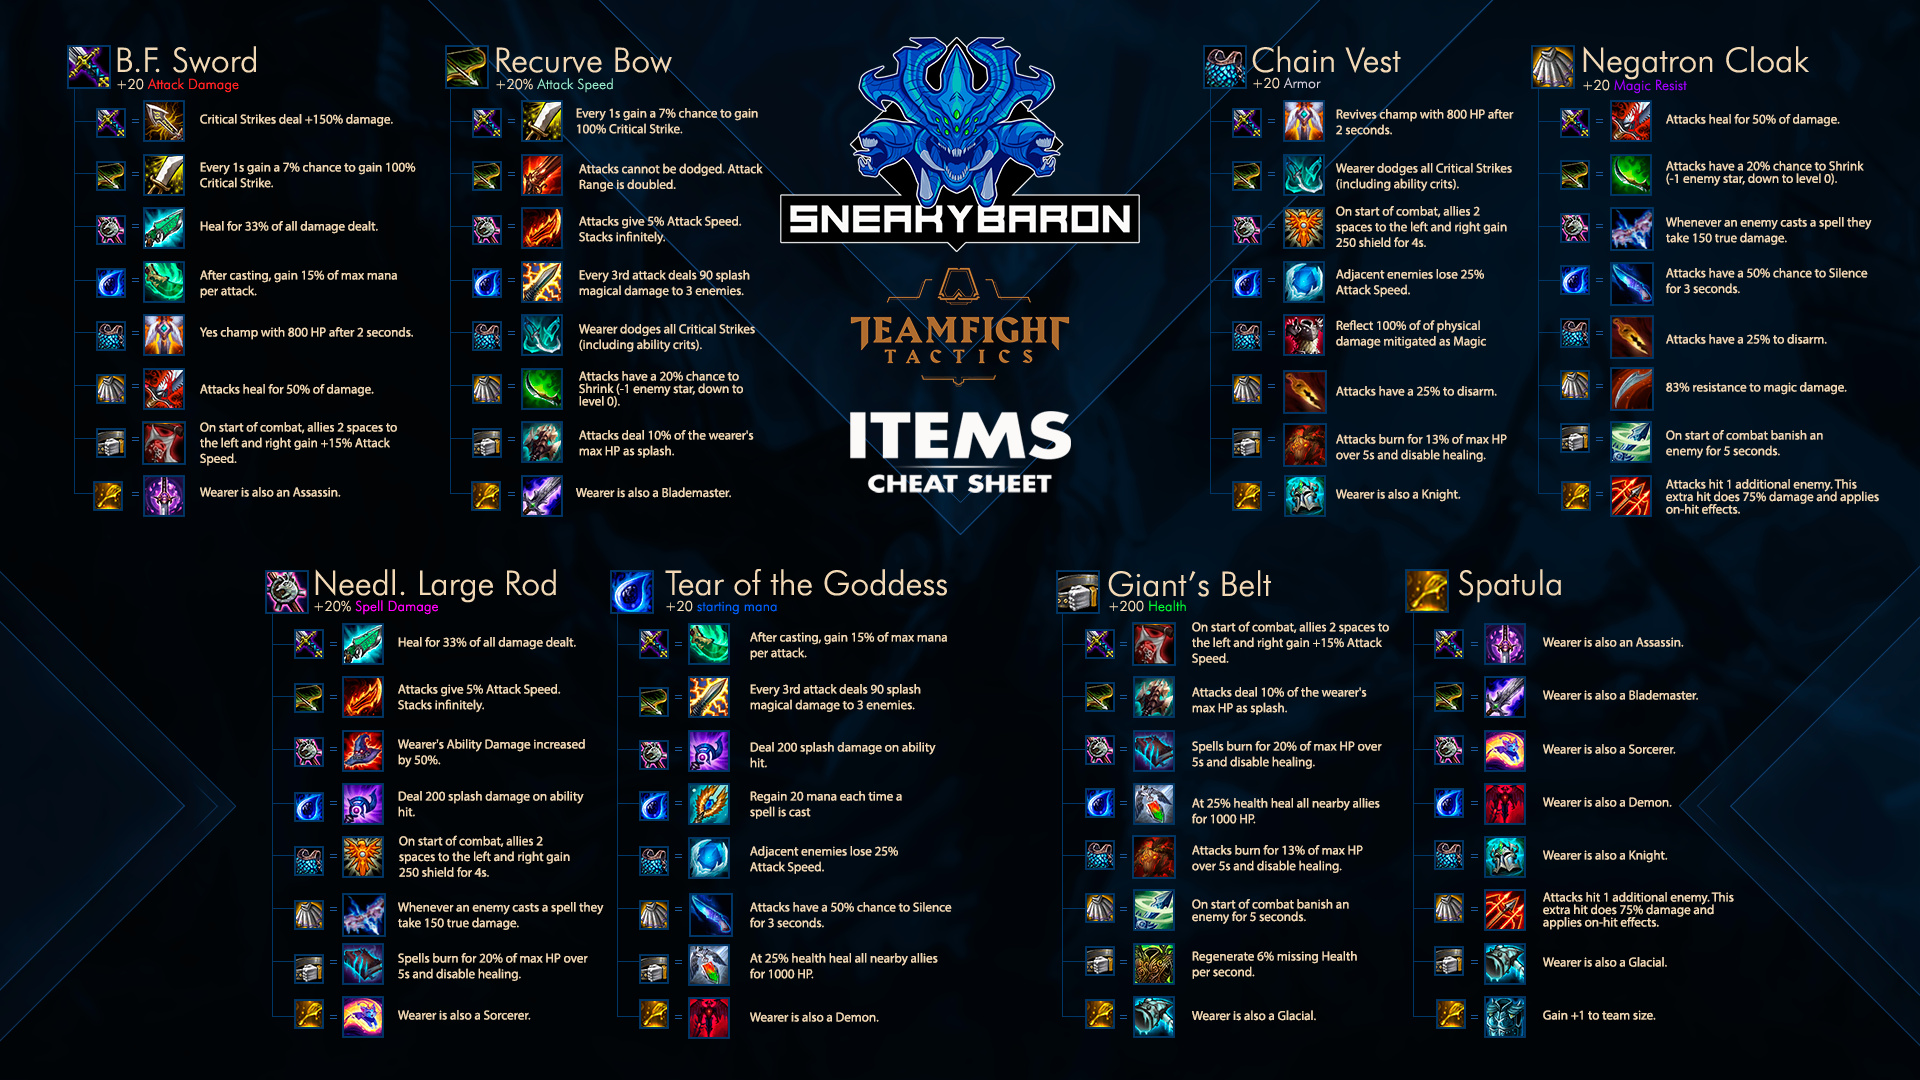 B.F. Sword
+20 Attack Damage
=
Critical Strikes deal +150% damage.
=
Every 1s gain a 7% chance to gain 100%
Critical Strike.
=
Heal for 33% of all damage dealt.
=
After casting, gain 15% of max mana
per attack.
=
Yes champ with 800 HP after 2 seconds.
=
Attacks heal for 50% of damage.
=
On start of combat, allies 2 spaces to
the left and right gain +15% Attack
Speed.
=
Wearer is also an Assassin.
Recurve Bow
+20% Attack Speed
=
Every 1s gain a 7% chance to gain
100% Critical Strike.
=
Attacks cannot be dodged. Attack
Range is doubled.
=
Attacks give 5% Attack Speed.
Stacks infinitely.
=
Every 3rd attack deals 90 splash
magical damage to 3 enemies.
=
Wearer dodges all Critical Strikes
(including ability crits).
=
Attacks have a 20% chance to
Shrink (-1 enemy star, down to
level 0).
=
Attacks deal 10% of the wearer's
max HP as splash.
=
Wearer is also a Blademaster.
SNEAKYBARON
TEAMFIGHT
TACTICS
ITEMS
CHEAT SHEET
Chain Vest
+20 Armor
=
Revives champ with 800 HP after
2 seconds.
=
Wearer dodges all Critical Strikes
(including ability crits).
=
On start of combat, allies 2
spaces to the left and right gain
250 shield for 4s.
=
Adjacent enemies lose 25%
Attack Speed.
=
Reflect 100% of of physical
damage mitigated as Magic
=
Attacks have a 25% to disarm.
=
Attacks burn for 13% of max HP
over 5s and disable healing.
=
Wearer is also a Knight.
Negatron Cloak
+20 Magic Resist
=
Attacks heal for 50% of damage.
=
Attacks have a 20% chance to Shrink
(-1 enemy star, down to level 0).
=
Whenever an enemy casts a spell they
take 150 true damage.
=
Attacks have a 50% chance to Silence
for 3 seconds.
=
Attacks have a 25% to disarm.
=
83% resistance to magic damage.
=
On start of combat banish an
enemy for 5 seconds.
=
Attacks hit 1 additional enemy. This
extra hit does 75% damage and applies
on-hit effects.
Needl. Large Rod
+20% Spell Damage
=
Heal for 33% of all damage dealt.
=
Attacks give 5% Attack Speed.
Stacks infinitely.
=
Wearer's Ability Damage increased
by 50%.
=
Deal 200 splash damage on ability
hit.
=
On start of combat, allies 2
spaces to the left and right gain
250 shield for 4s.
=
Whenever an enemy casts a spell they
take 150 true damage.
=
Spells burn for 20% of max HP over
5s and disable healing.
=
Wearer is also a Sorcerer.
Tear of the Goddess
+20 starting mana
=
After casting, gain 15% of max mana
per attack.
=
Every 3rd attack deals 90 splash
magical damage to 3 enemies.
=
Deal 200 splash damage on ability
hit.
=
Regain 20 mana each time a
spell is cast
=
Adjacent enemies lose 25%
Attack Speed.
=
Attacks have a 50% chance to Silence
for 3 seconds.
=
At 25% health heal all nearby allies
for 1000 HP.
=
Wearer is also a Demon.
Giant's Belt
+200 Health
=
On start of combat, allies 2 spaces to
the left and right gain +15% Attack
Speed.
=
Attacks deal 10% of the wearer's
max HP as splash.
=
Spells burn for 20% of max HP over
5s and disable healing.
=
At 25% health heal all nearby allies
for 1000 HP.
=
Attacks burn for 13% of max HP
over 5s and disable healing.
=
On start of combat banish an
enemy for 5 seconds.
=
Regenerate 6% missing Health
per second.
=
Wearer is also a Glacial.
Spatula
=
Wearer is also an Assassin.
=
Wearer is also a Blademaster.
=
Wearer is also a Sorcerer.
=
Wearer is also a Demon.
=
Wearer is also a Knight.
=
Attacks hit 1 additional enemy. This
extra hit does 75% damage and
applies on-hit effects.
=
Wearer is also a Glacial.
=
Gain +1 to team size.